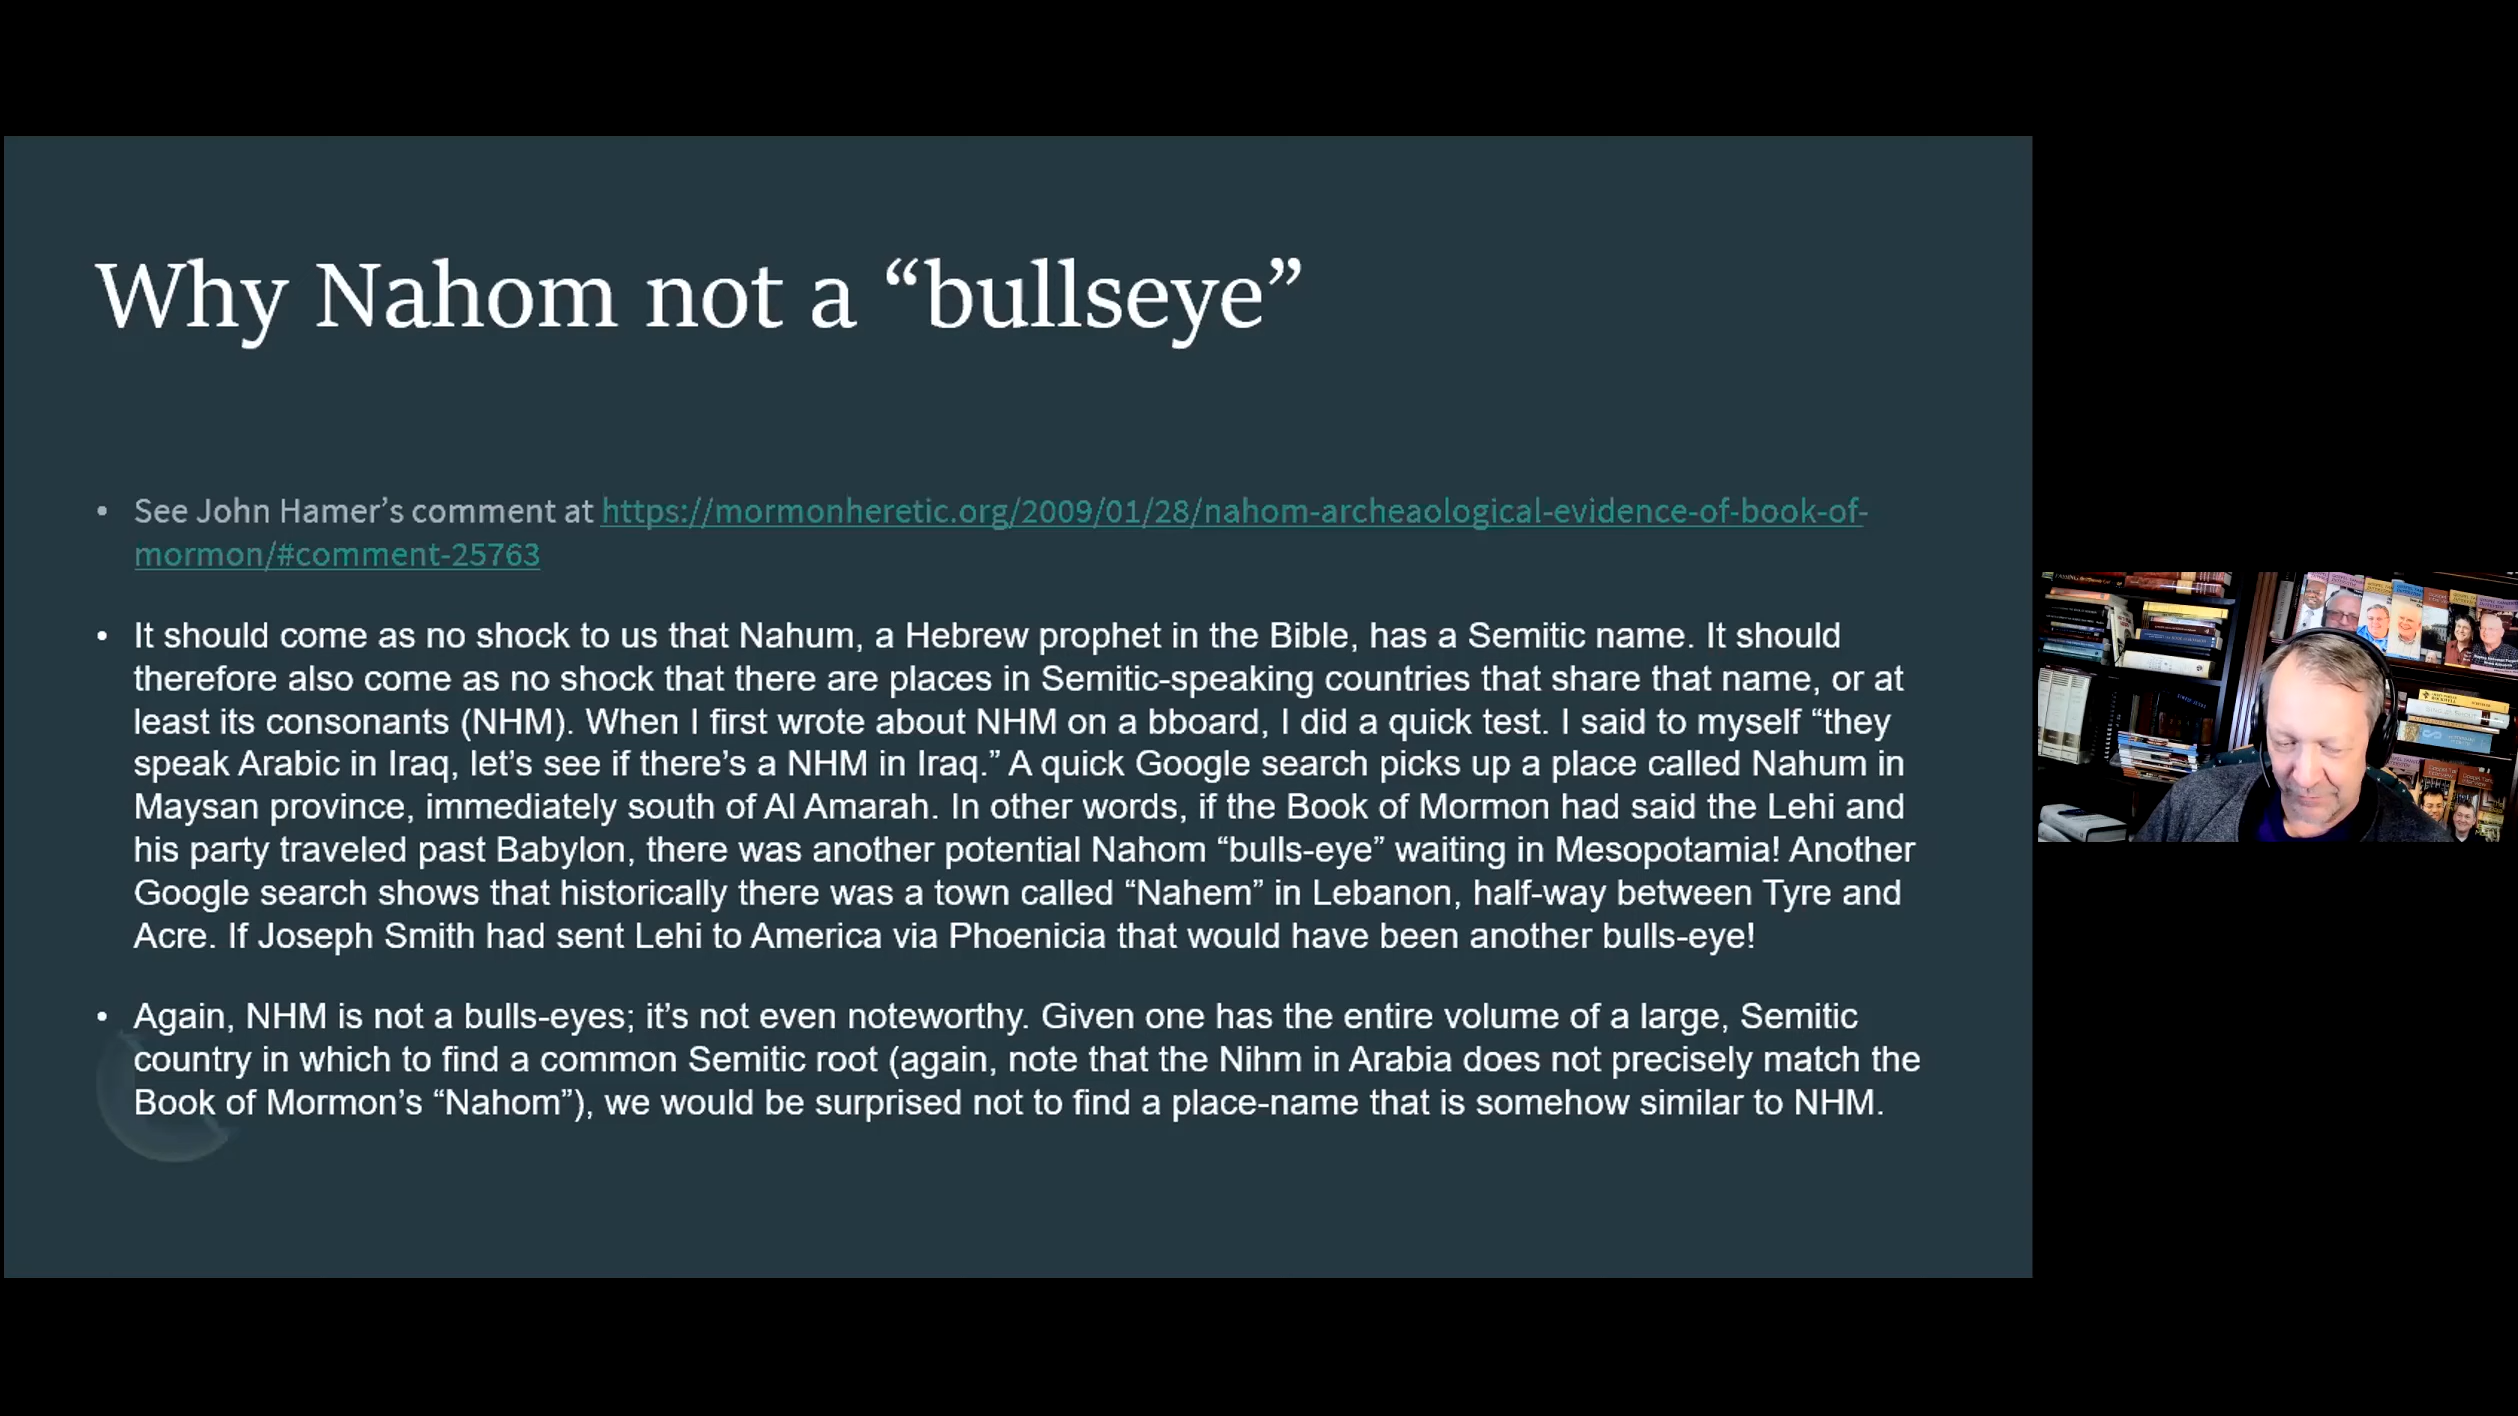 Why Nahom not a “bullseye”
• See John Hamer’s comment at https://mormonheretic.org/2009/01/28/nahom-archeaological-evidence-of-book-of-
mormon/#comment-25763
• It should come as no shock to us that Nahum, a Hebrew prophet in the Bible, has a Semitic name. It should
therefore also come as no shock that there are places in Semitic-speaking countries that share that name, or at
least its consonants (NHM). When I first wrote about NHM on a bboard, I did a quick test. I said to myself “they
speak Arabic in Iraq, let’s see if there’s a NHM in Iraq.” A quick Google search picks up a place called Nahum in
Maysan province, immediately south of Al Amarah. In other words, if the Book of Mormon had said the Lehi and
his party traveled past Babylon, there was another potential Nahom “bulls-eye” waiting in Mesopotamia! Another
Google search shows that historically there was a town called “Nahem” in Lebanon, half-way between Tyre and
Acre. If Joseph Smith had sent Lehi to America via Phoenicia that would have been another bulls-eye!
• Again, NHM is not a bulls-eyes; it’s not even noteworthy. Given one has the entire volume of a large, Semitic
country in which to find a common Semitic root (again, note that the Nihm in Arabia does not precisely match the
Book of Mormon’s “Nahom”), we would be surprised not to find a place-name that is somehow similar to NHM.